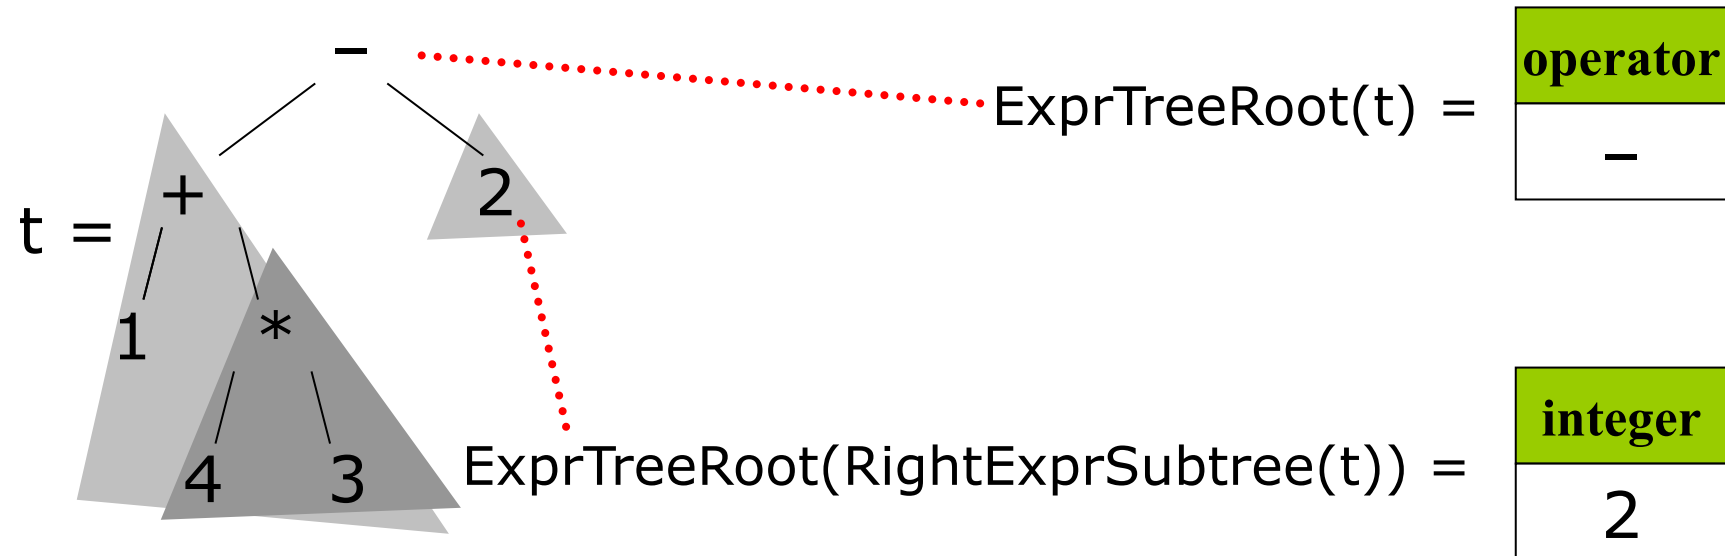 –
operator
ExprTreeRoot(t) =
–
+
2
t =
1
*
integer
4
3
ExprTreeRoot(RightExprSubtree(t)) =
2